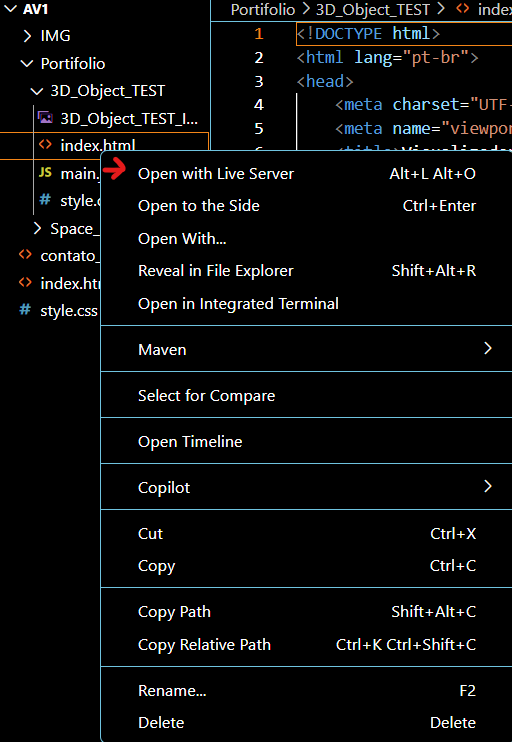 AV1
IMG
Portifolio
3D_Object_TEST
3D_Object_TEST_I...
index.html
JS main.
# style.
Space_
contato_
index.ht
# style.css
Portifolio > 3D_Object_TEST > <> index
1 <!DOCTYPE html>
2 <html lang="pt-br">
3 <head>
4 <meta charset="UTF-
5 <meta name="viewpor
Open with Live Server Alt+L Alt+O
Open to the Side Ctrl+Enter
Open With...
Reveal in File Explorer Shift+Alt+R
Open in Integrated Terminal
Maven
Select for Compare
Open Timeline
Copilot
Cut Ctrl+X
Copy Ctrl+C
Copy Path Shift+Alt+C
Copy Relative Path Ctrl+K Ctrl+Shift+C
Rename... F2
Delete Delete